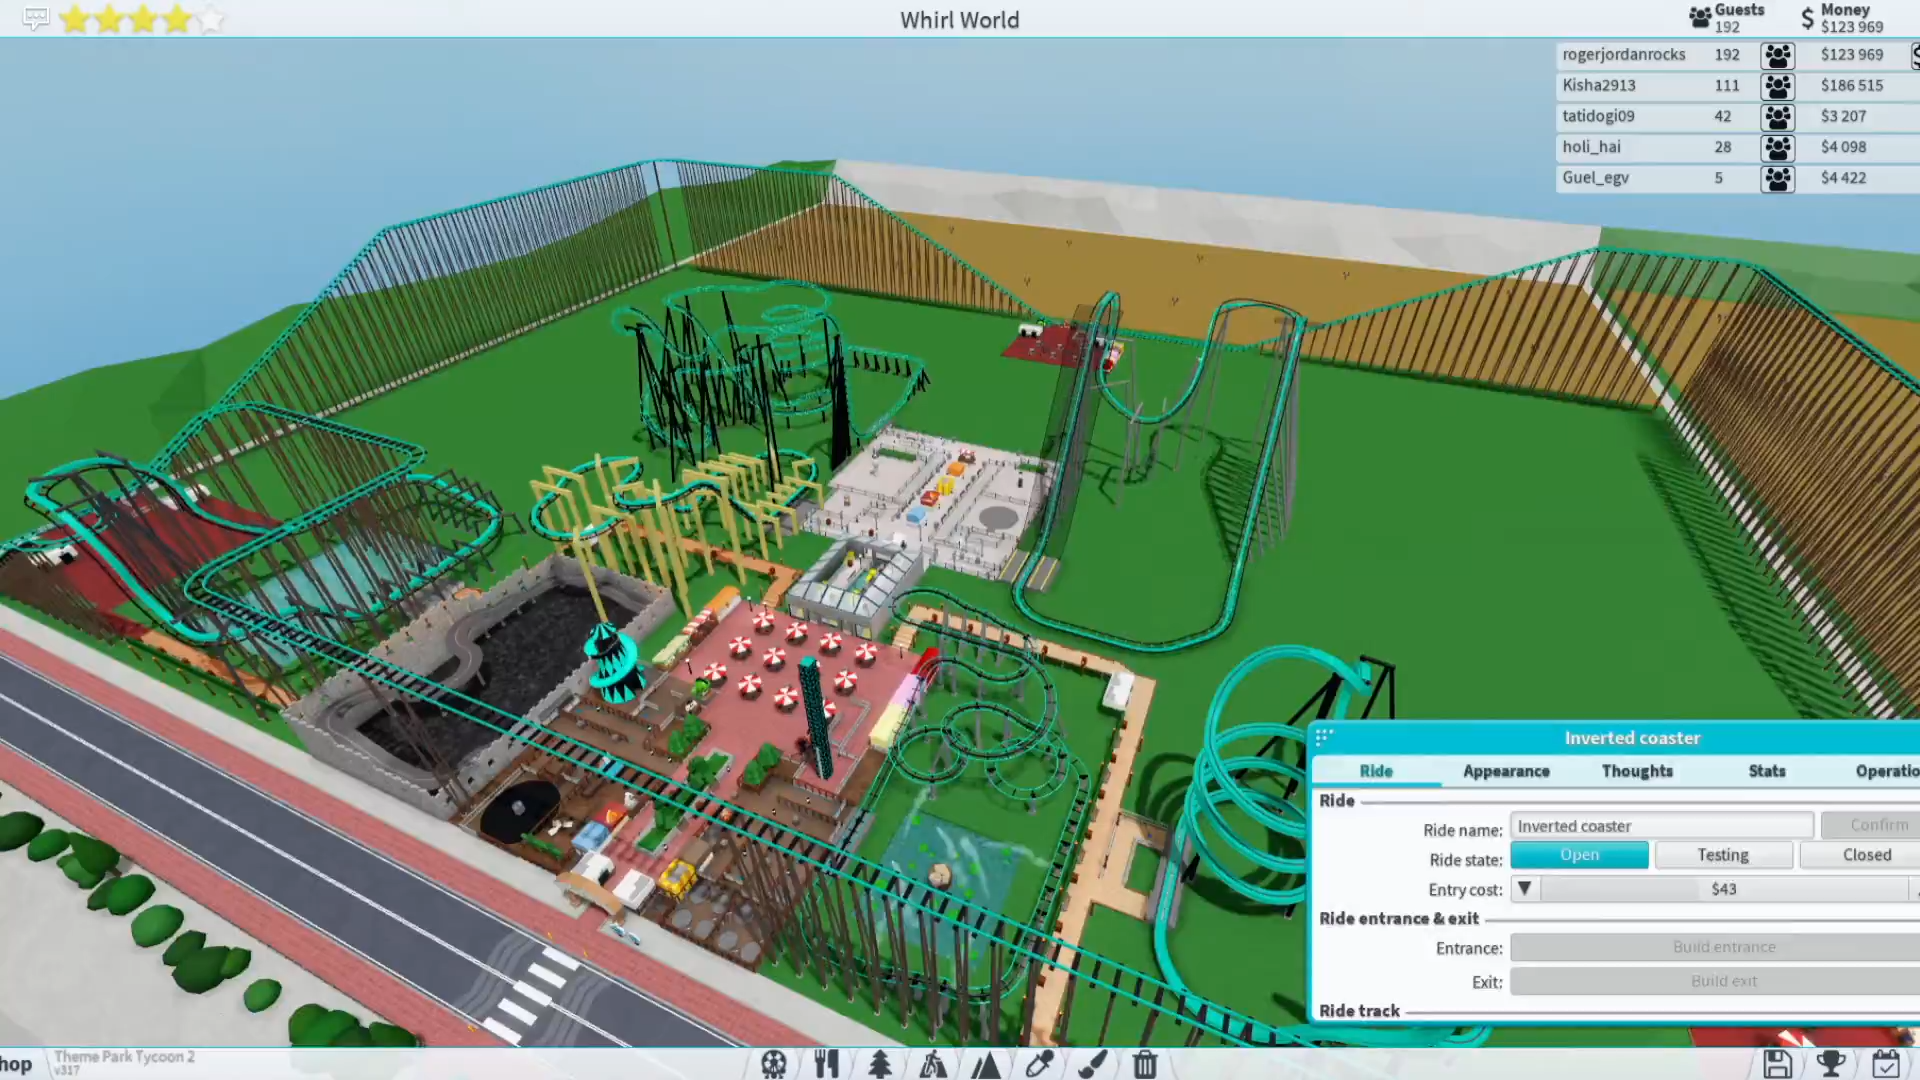 Whirl World
Guests
192
$ Money
$123 969
rogerjordanrocks 192 $123 969
Kisha2913 111 $186 515
tatidogi09 42 $3 207
holi_hai 28 $4 098
Guel_egv 5 $4 422
Inverted coaster
Ride Appearance Thoughts Stats Operatio
Ride
Ride name: Inverted coaster Confirm
Ride state: Open Testing Closed
Entry cost: ▼ $43
Ride entrance & exit
Entrance: Build entrance
Exit: Build exit
Ride track
hop
Theme Park Tycoon 2
v317